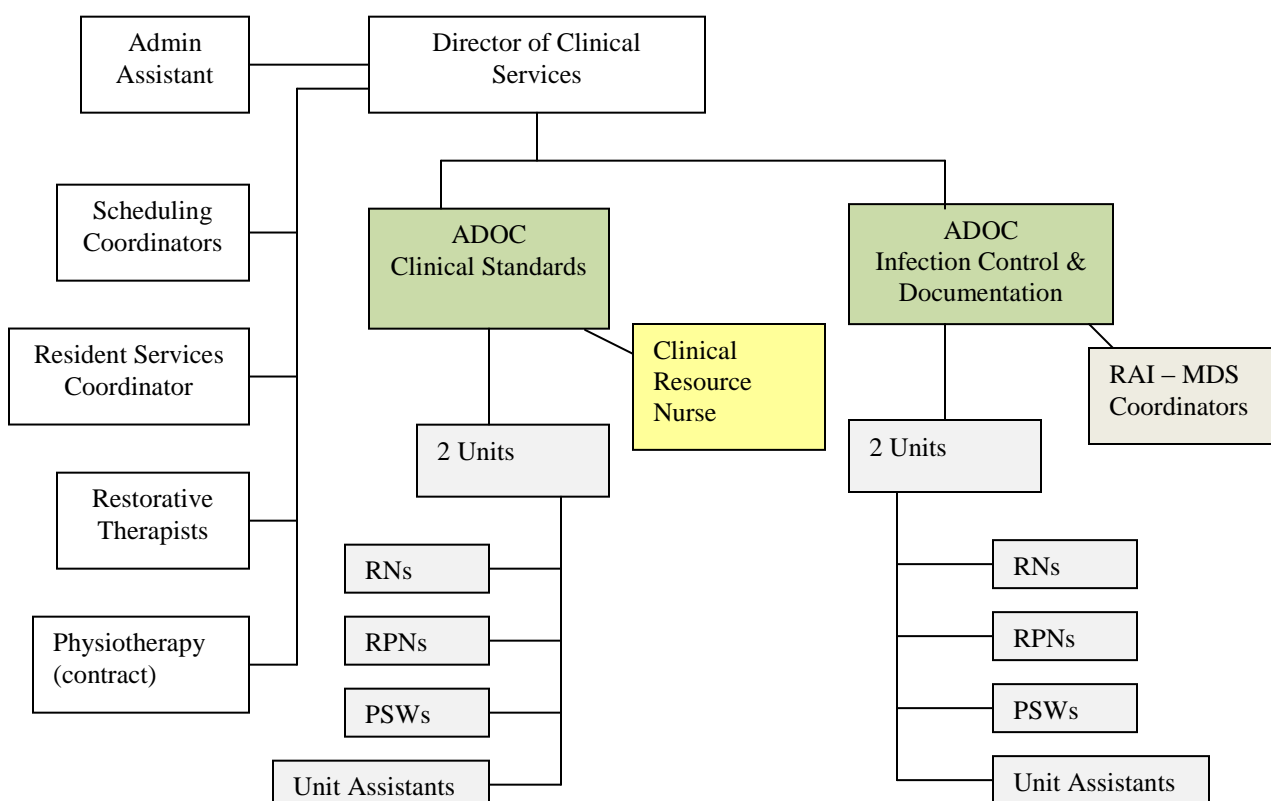 Admin
Assistant
Director of Clinical
Services
Scheduling
Coordinators
ADOC
Clinical Standards
ADOC
Infection Control &
Documentation
Resident Services
Coordinator
Clinical
Resource
Nurse
RAI – MDS
Coordinators
2 Units
2 Units
Restorative
Therapists
Physiotherapy
(contract)
RNs
RPNs
PSWs
Unit Assistants
RNs
RPNs
PSWs
Unit Assistants